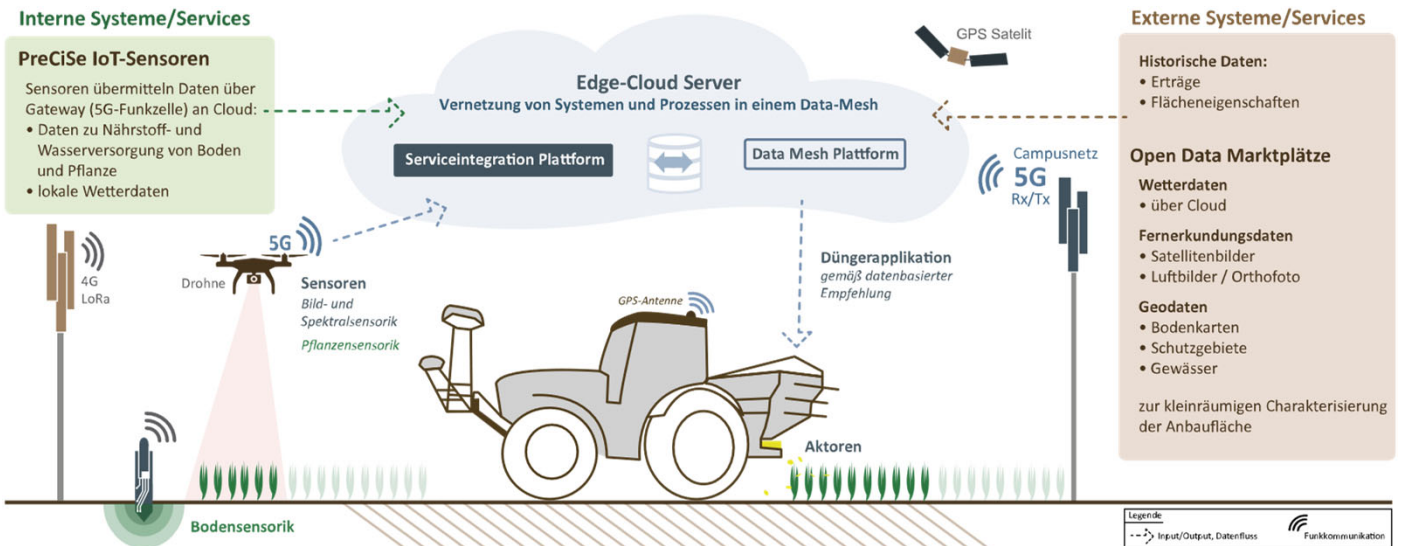 Interne Systeme/Services
PreCiSe IoT-Sensoren
Sensoren übermitteln Daten über
Gateway (5G-Funkzelle) an Cloud:
• Daten zu Nährstoff- und
Wasserversorgung von Boden
und Pflanze
• lokale Wetterdaten
4G
LoRa
Drohne
5G
Sensoren
Bild- und
Spektralsensorik
Pflanzensensorik
Bodensensorik
Edge-Cloud Server
Vernetzung von Systemen und Prozessen in einem Data-Mesh
Serviceintegration Plattform
Data Mesh Plattform
GPS Satelit
GPS-Antenne
Düngerapplikation
gemäß datenbasierter
Empfehlung
Aktoren
Campusnetz
5G
Rx/Tx
Externe Systeme/Services
Historische Daten:
• Erträge
• Flächeneigenschaften
Open Data Marktplätze
Wetterdaten
• über Cloud
Fernerkundungsdaten
• Satellitenbilder
• Luftbilder / Orthofoto
Geodaten
• Bodenkarten
• Schutzgebiete
• Gewässer
zur kleinräumigen Charakterisierung
der Anbaufläche
Legende
Input/Output, Datenfluss
Funkkommunikation